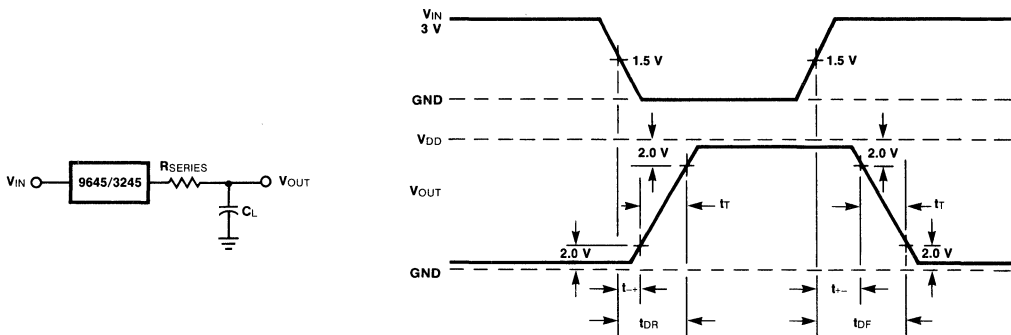 VIN
9645/3245
RSERIES
CL
VOUT
VIN
3 V
1.5 V
1.5 V
GND
VDD
2.0 V
2.0 V
VOUT
tT
tT
2.0 V
2.0 V
GND
t-+
t+-
tDR
tDF